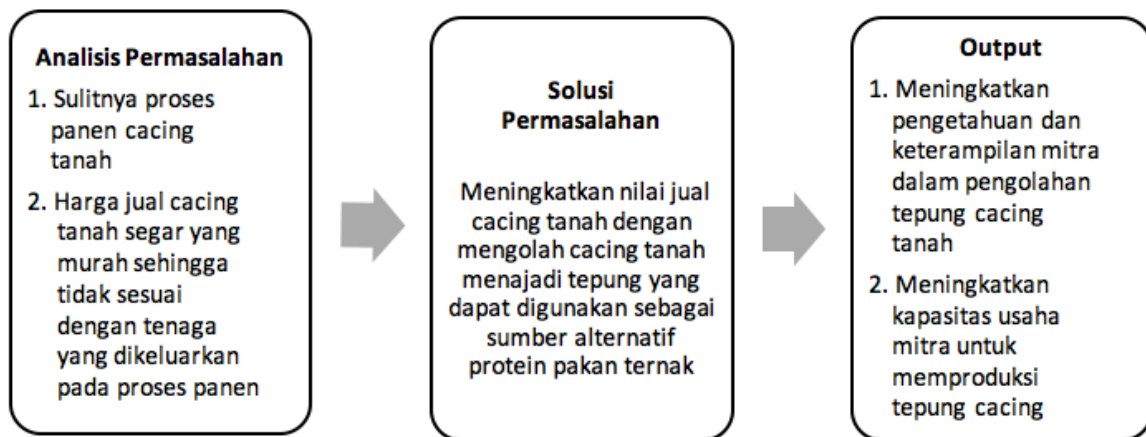 Analisis Permasalahan
1. Sulitnya proses
panen cacing
tanah
2. Harga jual cacing
tanah segar yang
murah sehingga
tidak sesuai
dengan tenaga
yang dikeluarkan
pada proses panen
Solusi
Permasalahan
Meningkatkan nilai jual
cacing tanah dengan
mengolah cacing tanah
menajadi tepung yang
dapat digunakan sebagai
sumber alternatif
protein pakan ternak
Output
1. Meningkatkan
pengetahuan dan
keterampilan mitra
dalam pengolahan
tepung cacing
tanah
2. Meningkatkan
kapasitas usaha
mitra untuk
memproduksi
tepung cacing